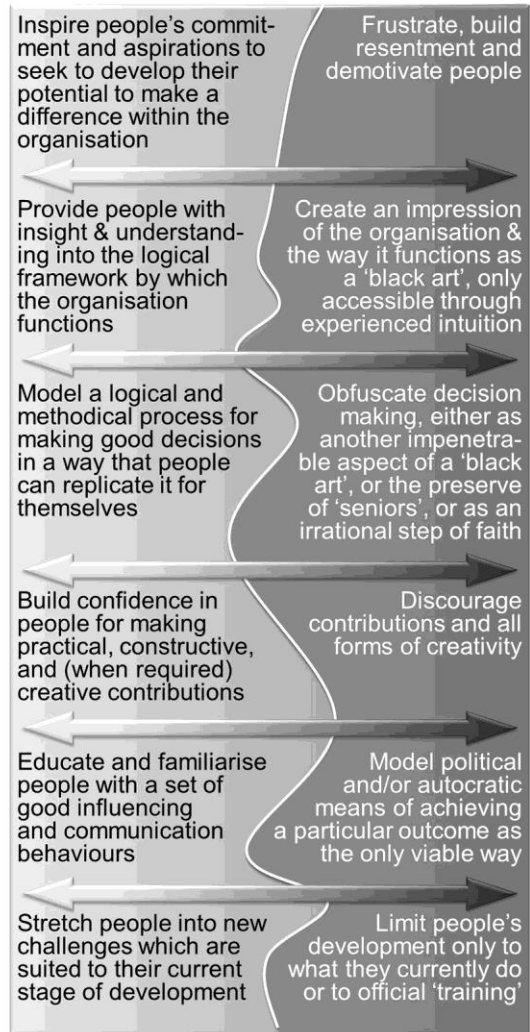 Inspire people’s commit-
ment and aspirations to
seek to develop their
potential to make a
difference within the
organisation
Frustrate, build
resentment and
demotivate people
Provide people with
insight & understand-
ing into the logical
framework by which
the organisation
functions
Create an impression
of the organisation &
the way it functions as
a ‘black art’, only
accessible through
experienced intuition
Model a logical and
methodical process for
making good decisions
in a way that people
can replicate it for
themselves
Obfuscate decision
making, either as
another impenetra-
ble aspect of a ‘black
art’, or the preserve
of ‘seniors’, or as an
irrational step of faith
Build confidence in
people for making
practical, constructive,
and (when required)
creative contributions
Discourage
contributions and all
forms of creativity
Educate and familiarise
people with a set of
good influencing
and communication
behaviours
Model political
and/or autocratic
means of achieving
a particular outcome as
the only viable way
Stretch people into new
challenges which are
suited to their current
stage of development
Limit people’s
development only to
what they currently do
or to official ‘training’